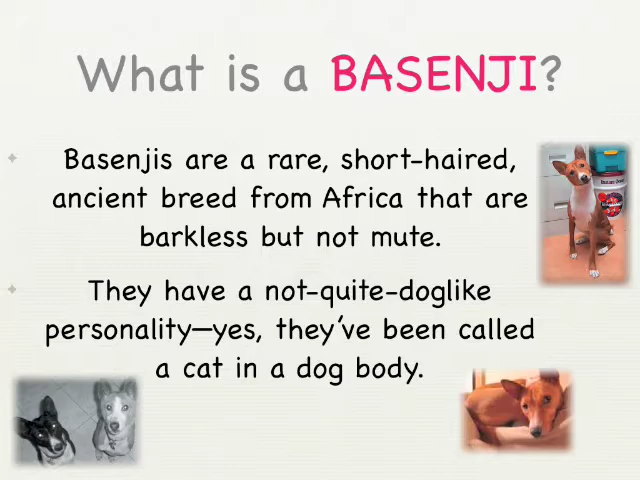 What is a BASENJI?
Basenjis are a rare, short-haired,
ancient breed from Africa that are
barkless but not mute.
They have a not-quite-doglike
personality—yes, they've been called
a cat in a dog body.